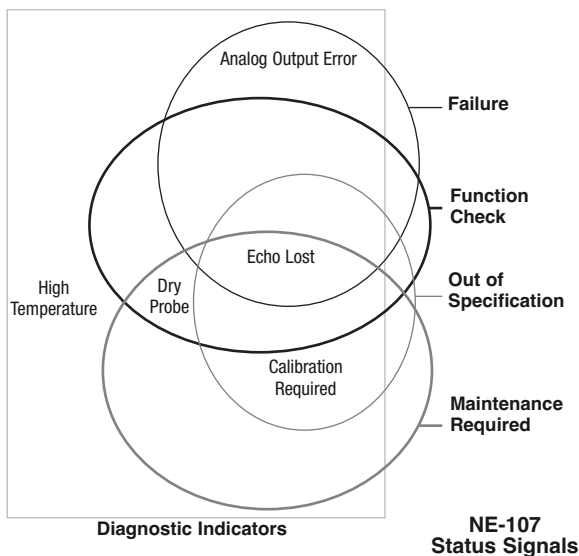 Analog Output Error
Failure
Function
Check
Echo Lost
High
Temperature
Dry
Probe
Out of
Specification
Calibration
Required
Maintenance
Required
Diagnostic Indicators
NE-107
Status Signals